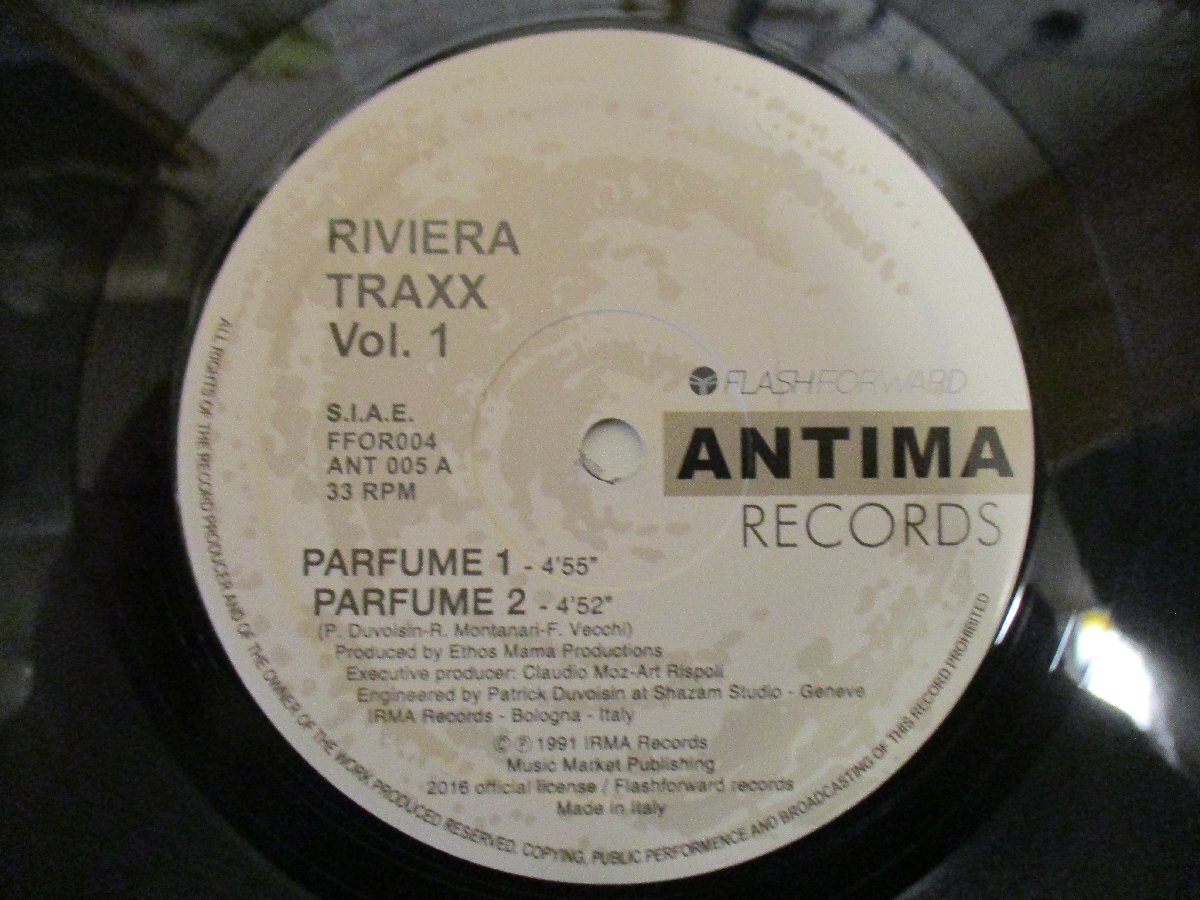 RIVIERA
TRAXX
Vol. 1
FLASHFORWARD
ANTIMA
RECORDS
S.I.A.E.
FFOR004
ANT 005 A
33 RPM
PARFUME 1 - 4'55"
PARFUME 2 - 4'52"
(P. Duvoisin-R. Montanari-F. Vecchi)
Produced by Ethos Mama Productions
Executive producer: Claudio Moz-Art Rispoli
Engineered by Patrick Duvoisin at Shazam Studio - Geneve
IRMA Records - Bologna - Italy
© ℗ 1991 IRMA Records
Music Market Publishing
2016 official license / Flashforward records
Made in Italy
ALL RIGHTS OF THE RECORD PRODUCER AND OF THE OWNER OF THE WORK PRODUCED RESERVED. COPYING, PUBLIC PERFORMENCE AND BROADCASTING OF THIS RECORD PROHIBITED